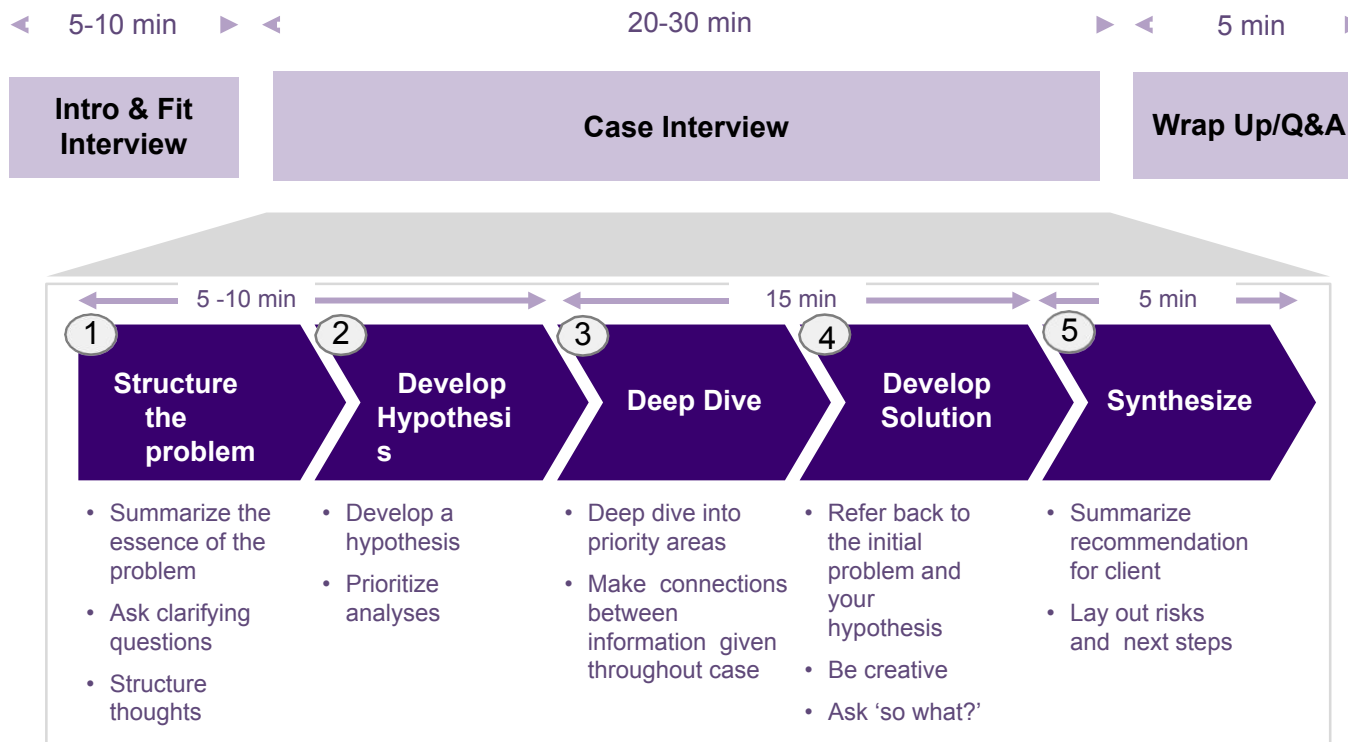 5-10 min
20-30 min
5 min
Intro & Fit
Interview
Case Interview
Wrap Up/Q&A
5 -10 min
15 min
5 min
1
Structure
the
problem
2
Develop
Hypothesi
s
3
Deep Dive
4
Develop
Solution
5
Synthesize
• Summarize the
essence of the
problem
• Ask clarifying
questions
• Structure
thoughts
• Develop a
hypothesis
• Prioritize
analyses
• Deep dive into
priority areas
• Make connections
between
information given
throughout case
• Refer back to
the initial
problem and
your
hypothesis
• Be creative
• Ask ‘so what?’
• Summarize
recommendation
for client
• Lay out risks
and next steps